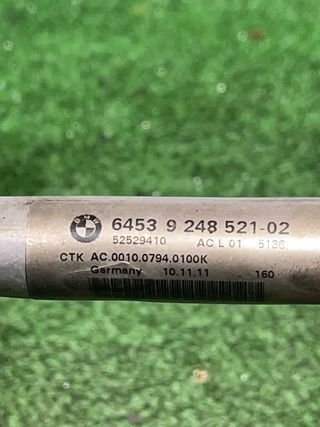 BMW
6453 9 248 521-02
52529410 AC L 01 5136
CTK AC.0010.0794.0100K
Germany 10.11.11 160